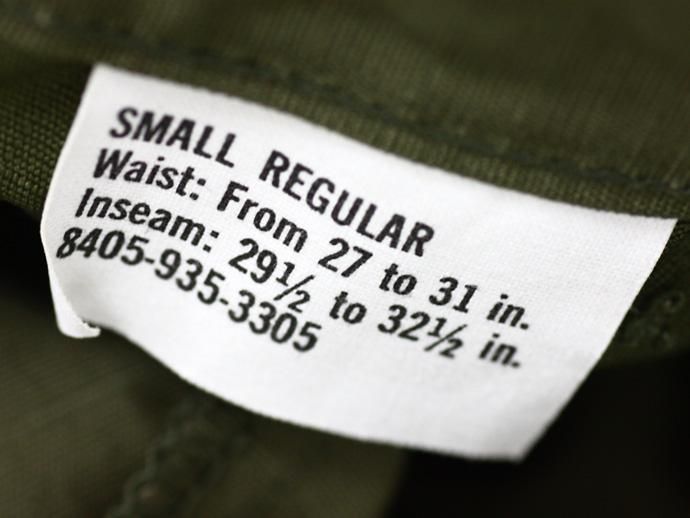 SMALL REGULAR
Waist: From 27 to 31 in.
Inseam: 29½ to 32½ in.
8405-935-3305